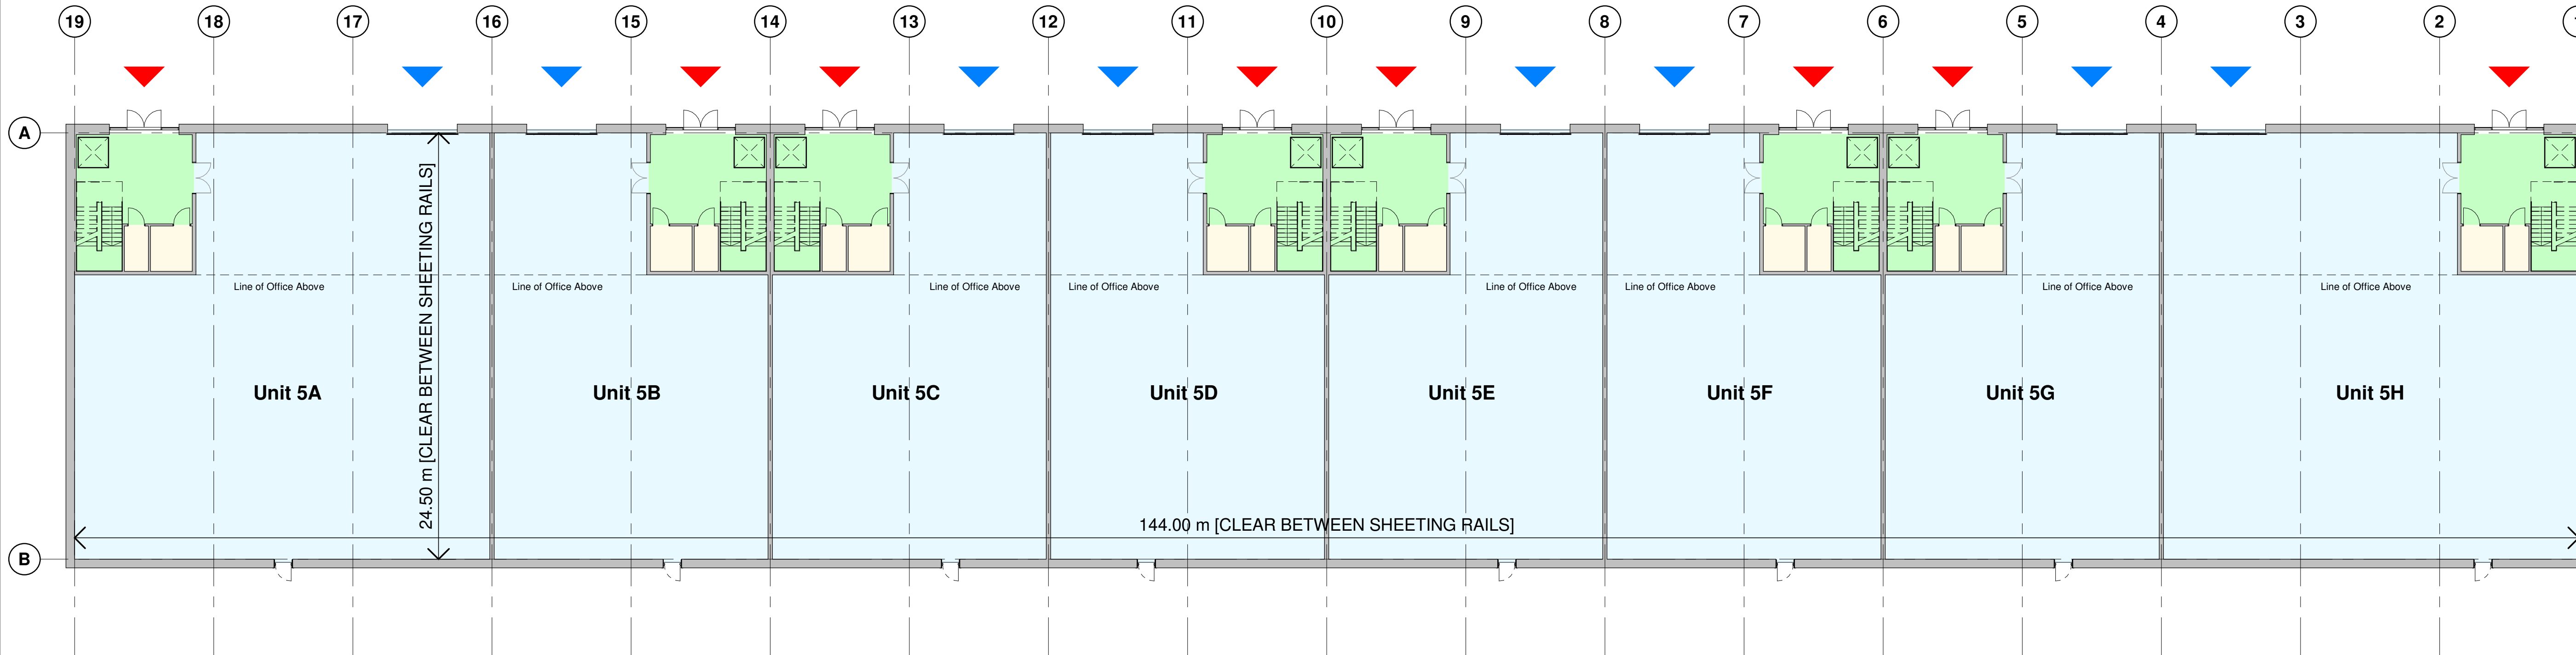 19 18 17 16 15 14 13 12 11 10 9 8 7 6 5 4 3 2
A
24.50 m [CLEAR BETWEEN SHEETING RAILS]
Line of Office Above Line of Office Above Line of Office Above Line of Office Above Line of Office Above Line of Office Above Line of Office Above Line of Office Above
Unit 5A Unit 5B Unit 5C Unit 5D Unit 5E Unit 5F Unit 5G Unit 5H
144.00 m [CLEAR BETWEEN SHEETING RAILS]
B